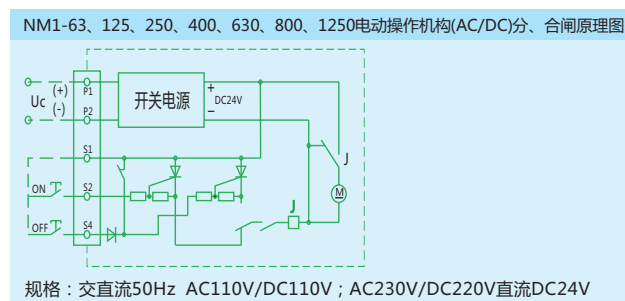 NM1-63、125、250、400、630、800、1250电动操作机构(AC/DC)分、合闸原理图
Uc
(+)
(-)
P1
P2
开关电源
+
DC24V
−
S1
J
ON
S2
M
J
OFF
S4
规格：交直流50Hz AC110V/DC110V；AC230V/DC220V直流DC24V